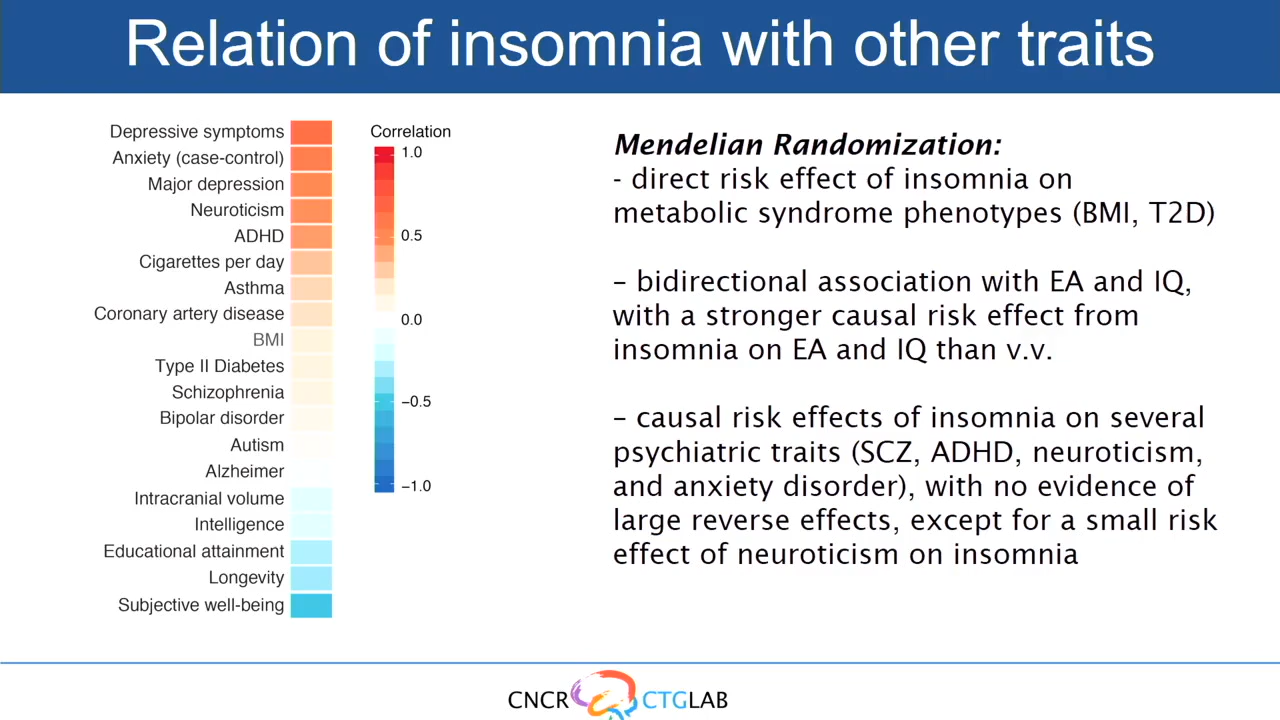 Relation of insomnia with other traits
Depressive symptoms
Anxiety (case-control)
Major depression
Neuroticism
ADHD
Cigarettes per day
Asthma
Coronary artery disease
BMI
Type II Diabetes
Schizophrenia
Bipolar disorder
Autism
Alzheimer
Intracranial volume
Intelligence
Educational attainment
Longevity
Subjective well-being
Correlation
1.0
0.5
0.0
−0.5
−1.0
Mendelian Randomization:
- direct risk effect of insomnia on
metabolic syndrome phenotypes (BMI, T2D)
– bidirectional association with EA and IQ,
with a stronger causal risk effect from
insomnia on EA and IQ than v.v.
– causal risk effects of insomnia on several
psychiatric traits (SCZ, ADHD, neuroticism,
and anxiety disorder), with no evidence of
large reverse effects, except for a small risk
effect of neuroticism on insomnia
CNCR CTGLAB